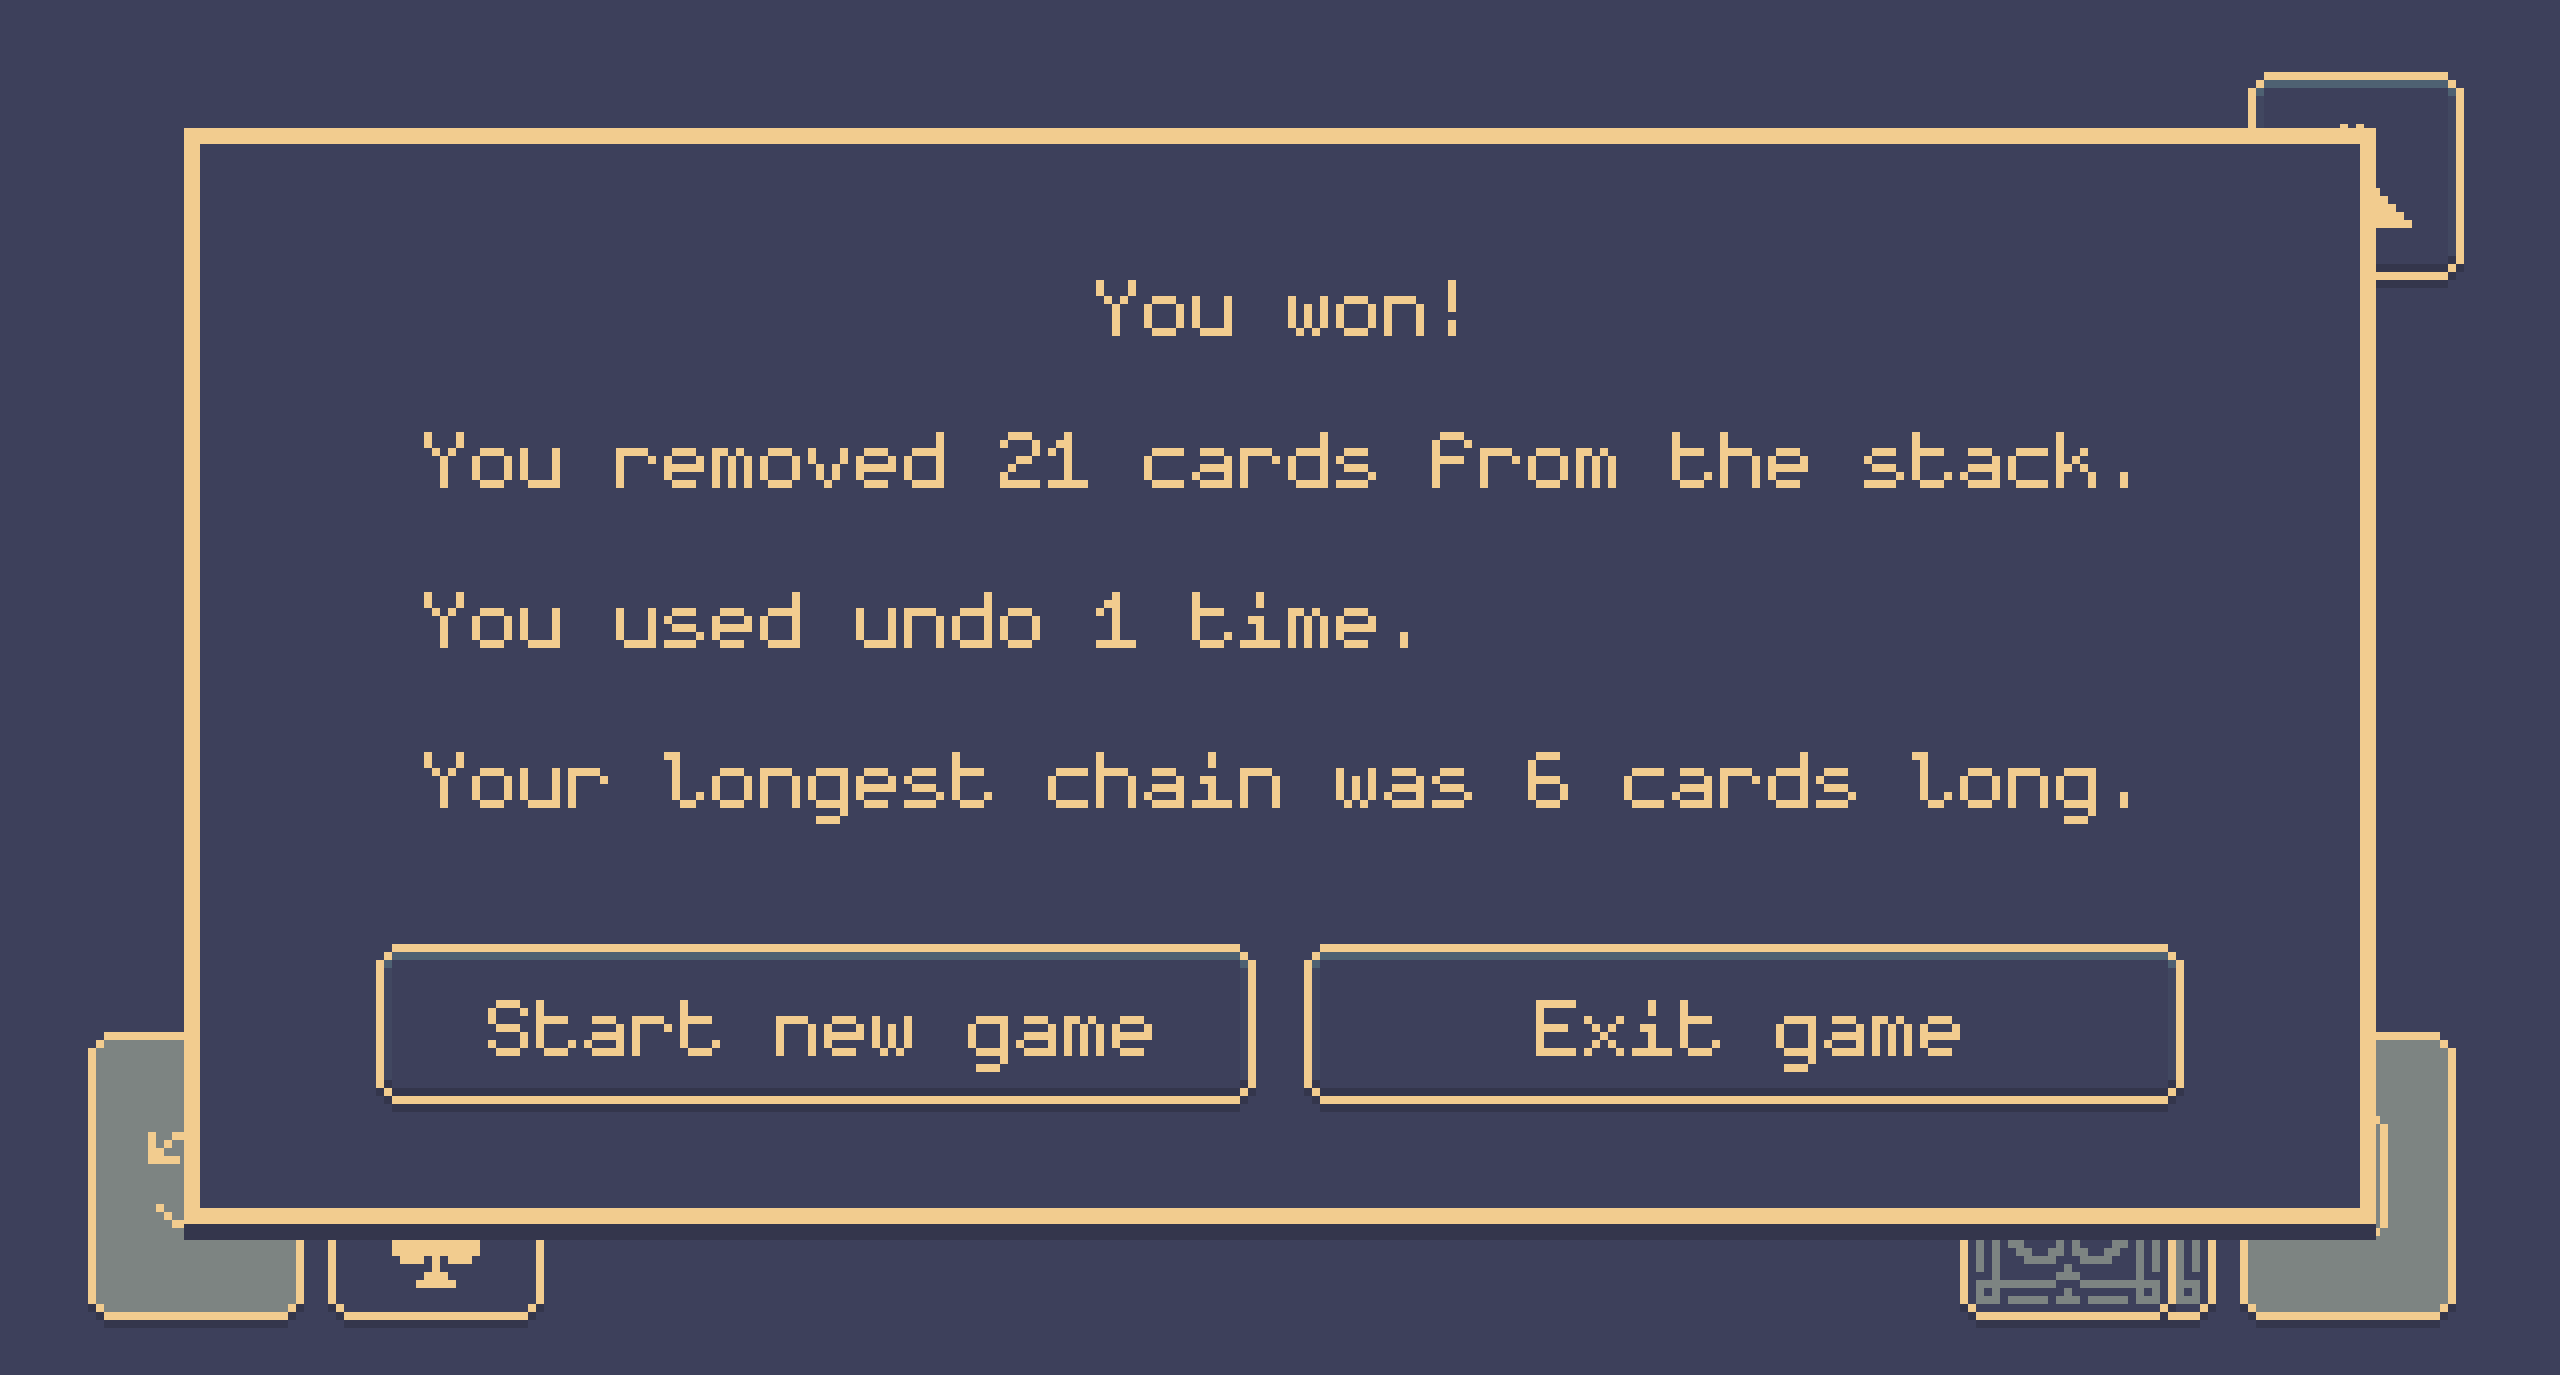 You won!
You removed 21 cards from the stack.
You used undo 1 time.
Your longest chain was 6 cards long.
Start new game
Exit game